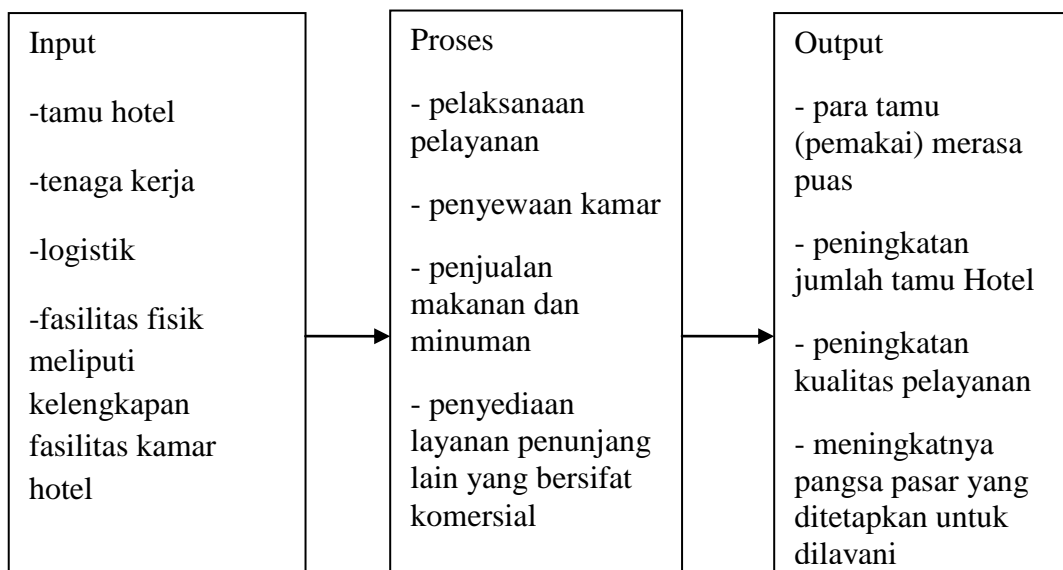 Input
-tamu hotel
-tenaga kerja
-logistik
-fasilitas fisik
meliputi
kelengkapan
fasilitas kamar
hotel
Proses
- pelaksanaan
pelayanan
- penyewaan kamar
- penjualan
makanan dan
minuman
- penyediaan
layanan penunjang
lain yang bersifat
komersial
Output
- para tamu
(pemakai) merasa
puas
- peningkatan
jumlah tamu Hotel
- peningkatan
kualitas pelayanan
- meningkatnya
pangsa pasar yang
ditetapkan untuk
dilayani